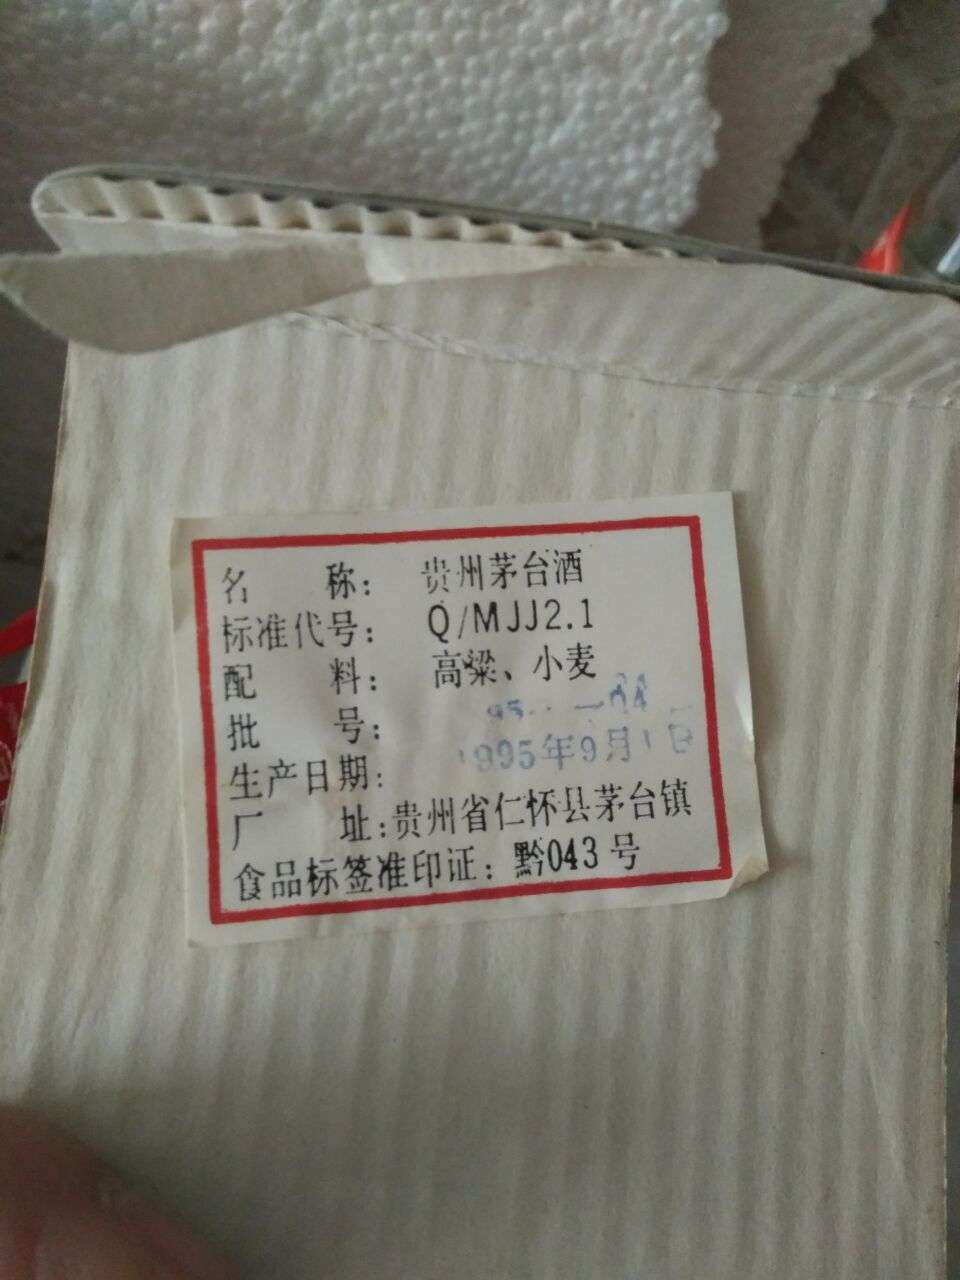 名 称: 贵州茅台酒
标准代号: Q/MJJ2.1
配 料: 高粱、小麦
批 号:
生产日期: 1995年9月1日
厂 址:贵州省仁怀县茅台镇
食品标签准印证: 黔043号